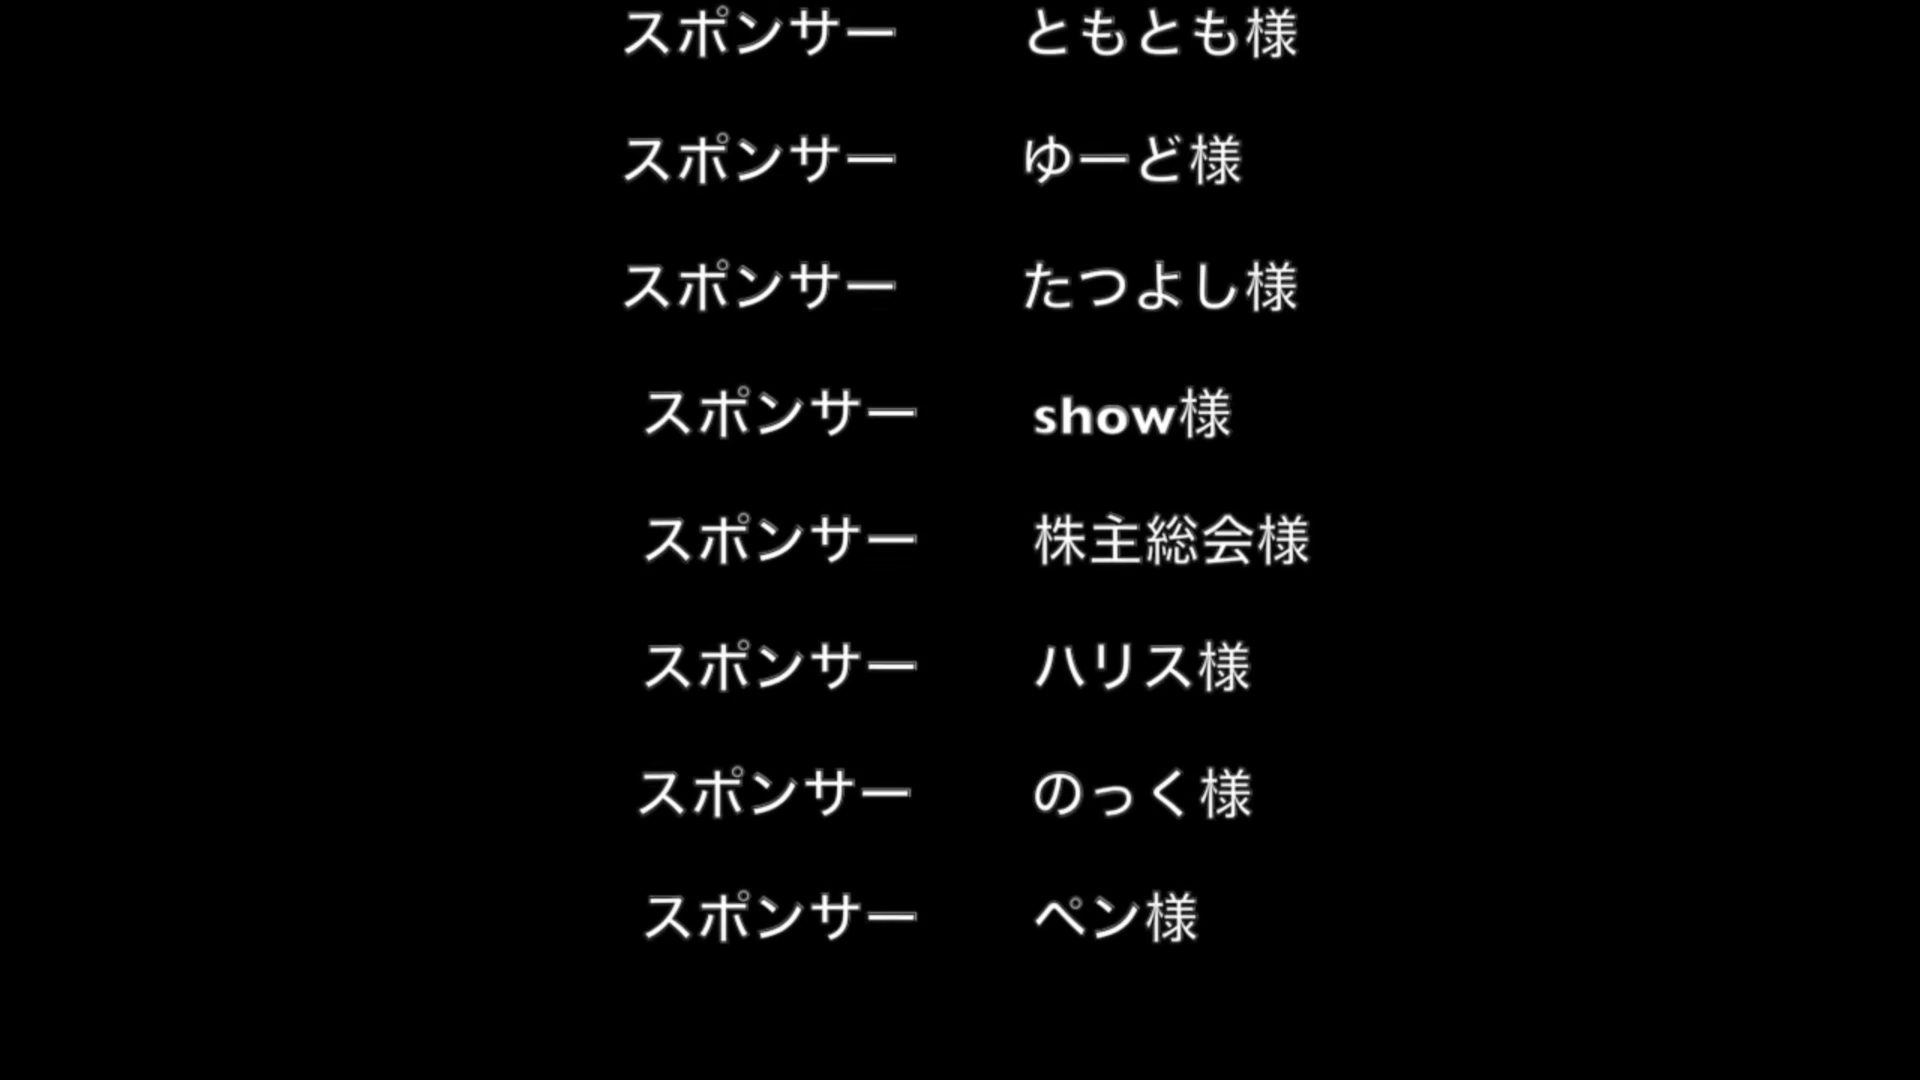 スポンサー ともとも様
スポンサー ゆーど様
スポンサー たつよし様
スポンサー show様
スポンサー 株主総会様
スポンサー ハリス様
スポンサー のっく様
スポンサー ペン様